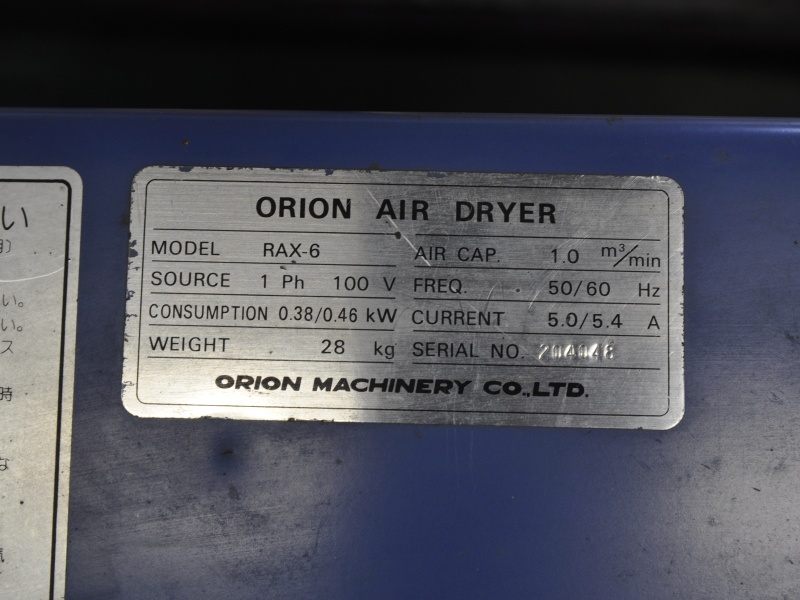 ORION AIR DRYER
MODEL RAX-6 AIR CAP. 1.0 m³/min
SOURCE 1 Ph 100 V FREQ. 50/60 Hz
CONSUMPTION 0.38/0.46 kW CURRENT 5.0/5.4 A
WEIGHT 28 kg SERIAL NO. 204048
ORION MACHINERY CO.,LTD.
い
い。
い。
ス
時
な
気